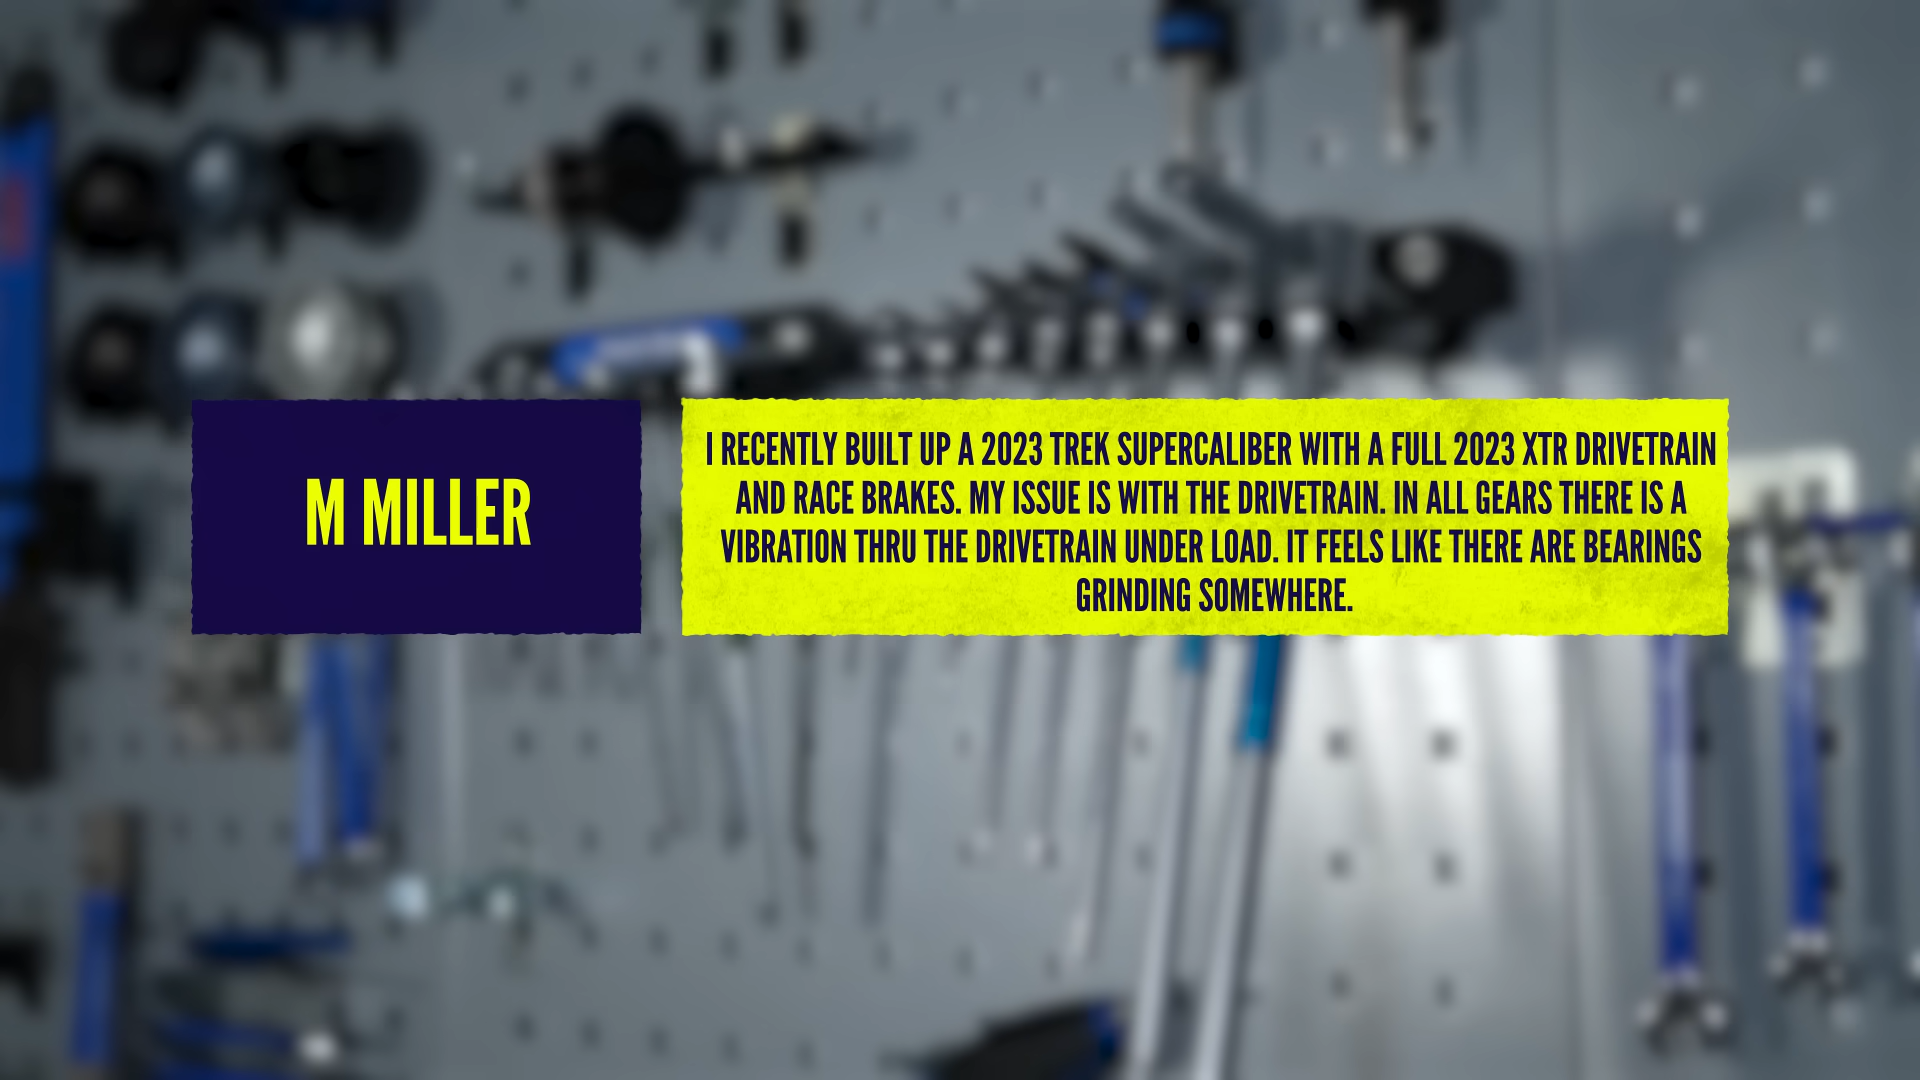 M MILLER
I RECENTLY BUILT UP A 2023 TREK SUPERCALIBER WITH A FULL 2023 XTR DRIVETRAIN
AND RACE BRAKES. MY ISSUE IS WITH THE DRIVETRAIN. IN ALL GEARS THERE IS A
VIBRATION THRU THE DRIVETRAIN UNDER LOAD. IT FEELS LIKE THERE ARE BEARINGS
GRINDING SOMEWHERE.